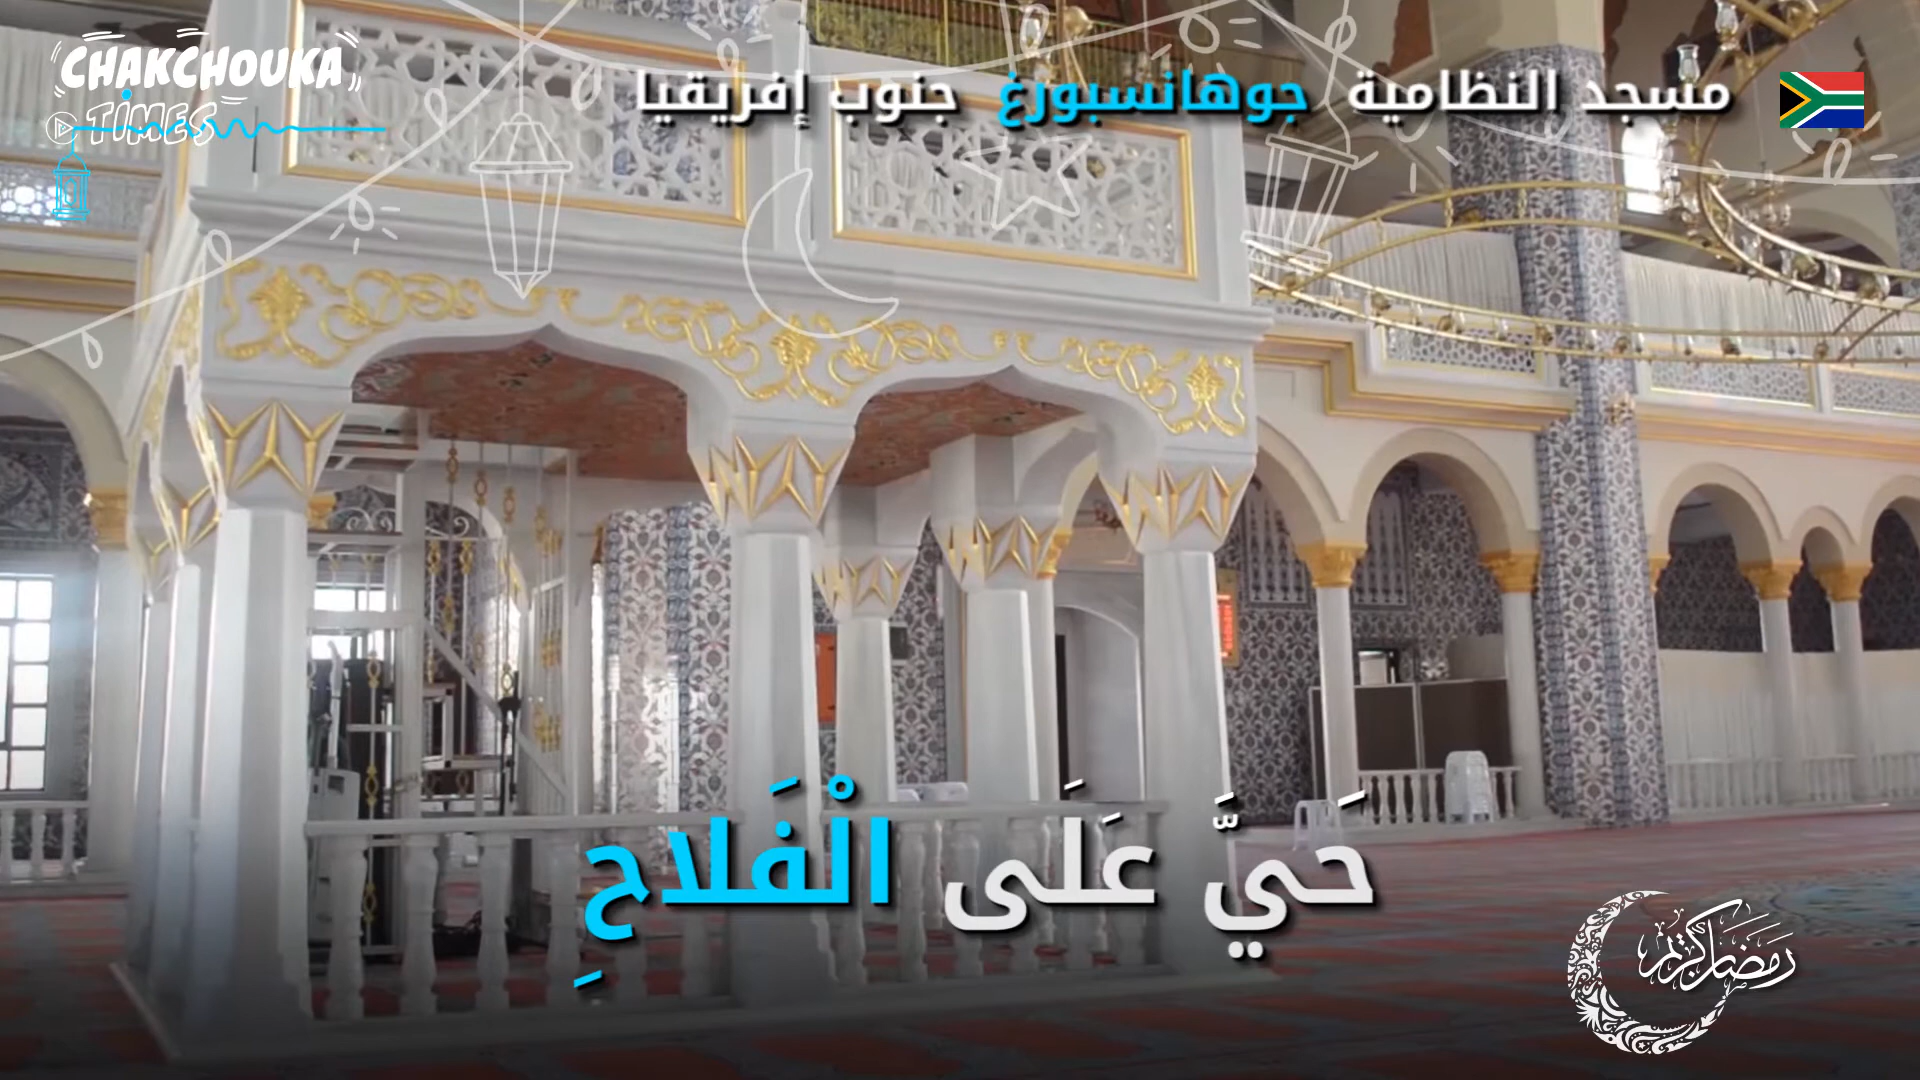 CHAKCHOUKA
TIMES
مسجد النظامية جوهانسبورغ جنوب إفريقيا
حَيَّ عَلَى الْفَلاحِ
رمضان كريم